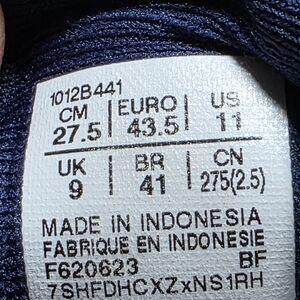 1012B441
CM EURO US
27.5 43.5 11
UK BR CN
9 41 275(2.5)
MADE IN INDONESIA
FABRIQUE EN INDONESIE
F620623 BF
7SHFDHCXZxNS1RH